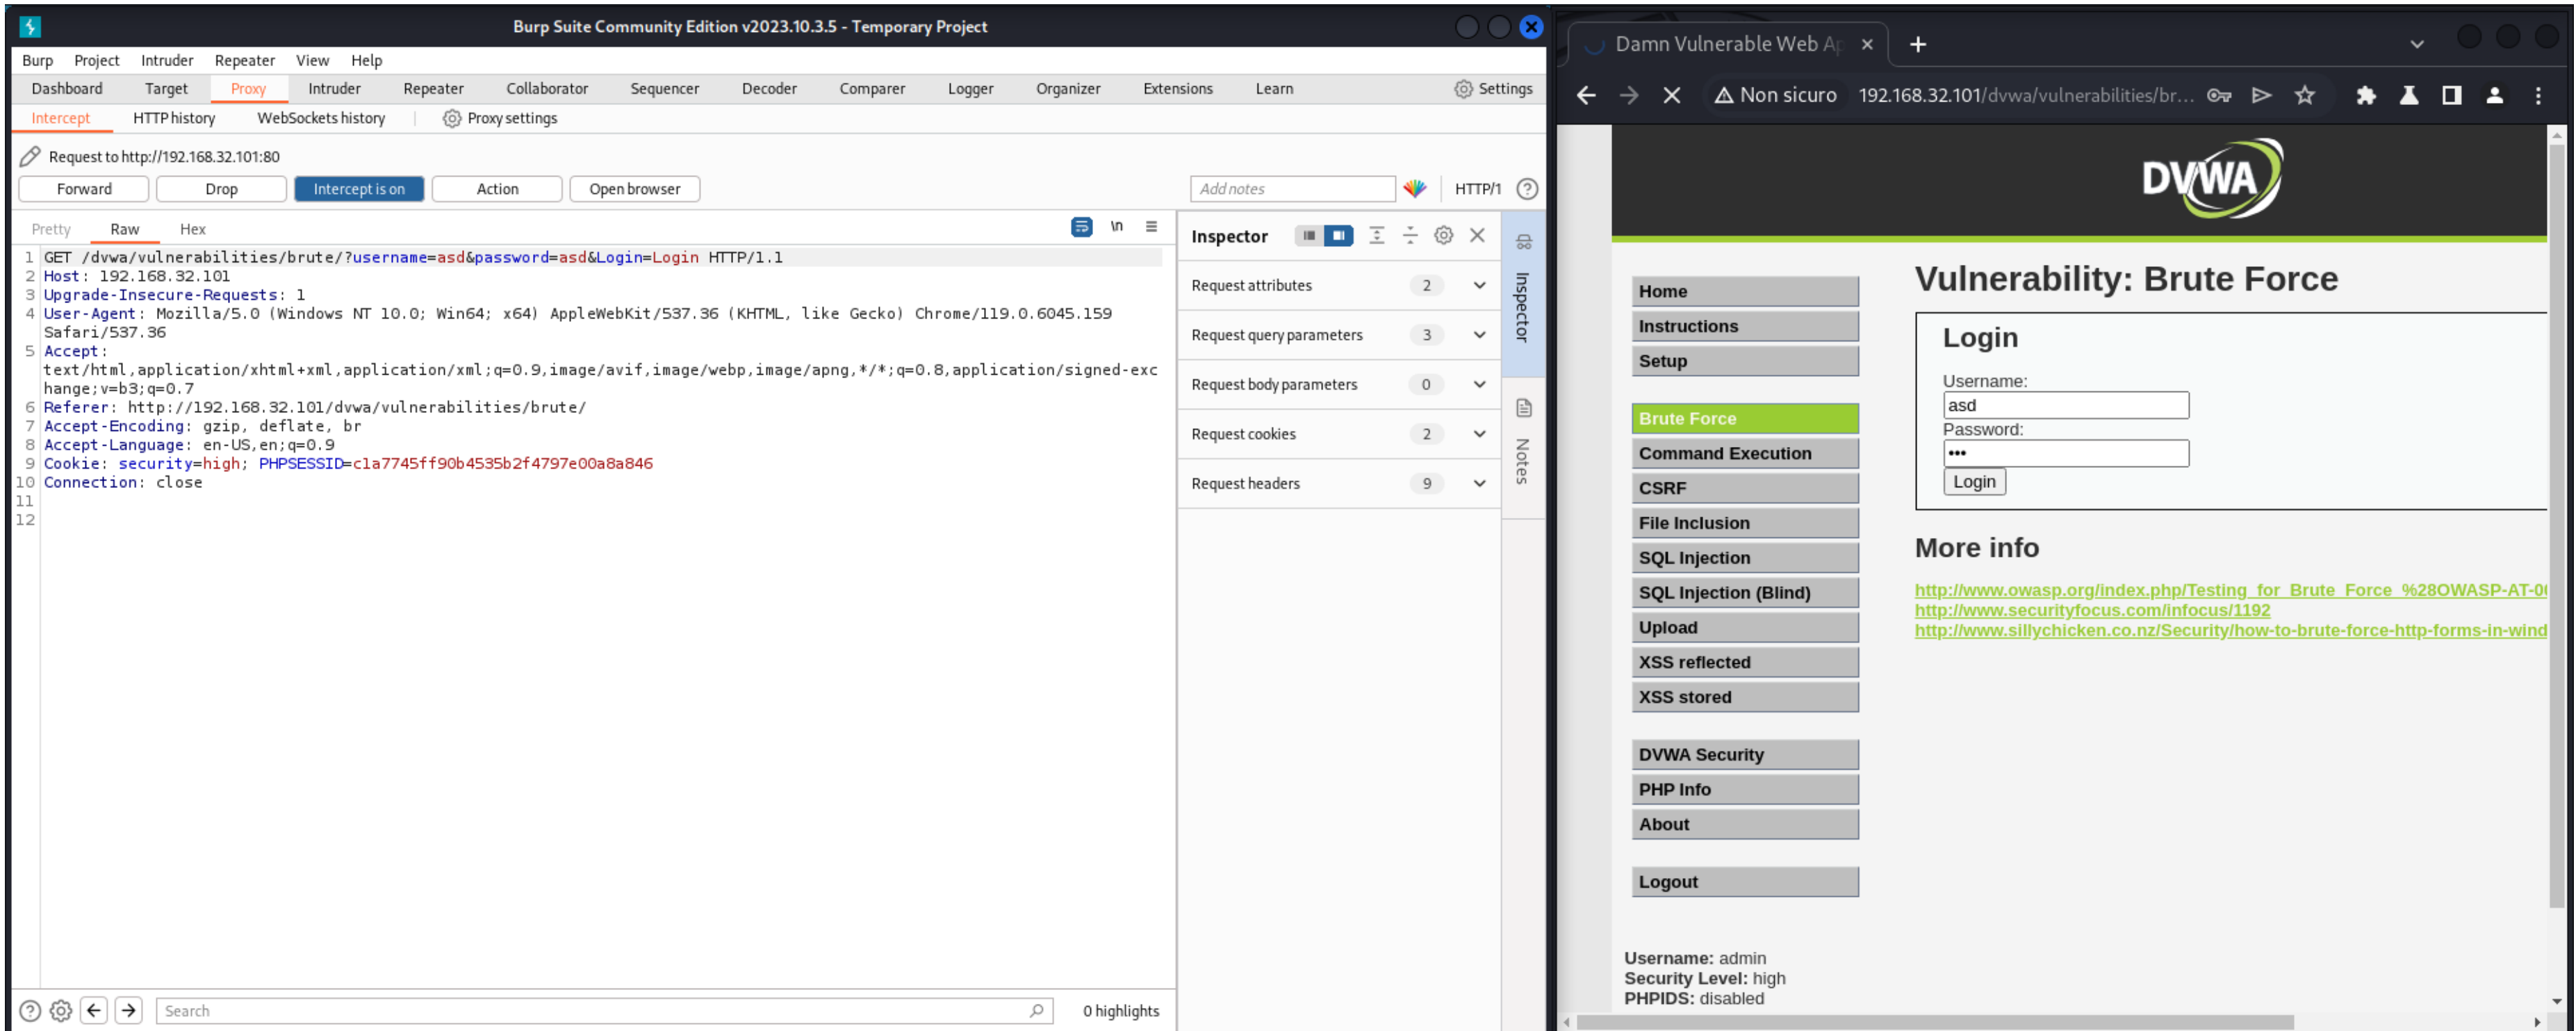 Burp Suite Community Edition v2023.10.3.5 - Temporary Project
Burp Project Intruder Repeater View Help
Dashboard Target Proxy Intruder Repeater Collaborator Sequencer Decoder Comparer Logger Organizer Extensions Learn Settings
Intercept HTTP history WebSockets history Proxy settings
Request to http://192.168.32.101:80
Forward Drop Intercept is on Action Open browser Add notes HTTP/1
Pretty Raw Hex \n
1 GET /dvwa/vulnerabilities/brute/?username=asd&password=asd&Login=Login HTTP/1.1
2 Host: 192.168.32.101
3 Upgrade-Insecure-Requests: 1
4 User-Agent: Mozilla/5.0 (Windows NT 10.0; Win64; x64) AppleWebKit/537.36 (KHTML, like Gecko) Chrome/119.0.6045.159
Safari/537.36
5 Accept:
text/html,application/xhtml+xml,application/xml;q=0.9,image/avif,image/webp,image/apng,*/*;q=0.8,application/signed-exc
hange;v=b3;q=0.7
6 Referer: http://192.168.32.101/dvwa/vulnerabilities/brute/
7 Accept-Encoding: gzip, deflate, br
8 Accept-Language: en-US,en;q=0.9
9 Cookie: security=high; PHPSESSID=c1a7745ff90b4535b2f4797e00a8a846
10 Connection: close
11
12
Search 0 highlights
Inspector
Request attributes 2
Request query parameters 3
Request body parameters 0
Request cookies 2
Request headers 9
Inspector
Notes
Damn Vulnerable Web Ap
Non sicuro 192.168.32.101/dvwa/vulnerabilities/br...
DVWA
Home
Instructions
Setup
Brute Force
Command Execution
CSRF
File Inclusion
SQL Injection
SQL Injection (Blind)
Upload
XSS reflected
XSS stored
DVWA Security
PHP Info
About
Logout
Vulnerability: Brute Force
Login
Username:
asd
Password:
•••
Login
More info
http://www.owasp.org/index.php/Testing_for_Brute_Force_%28OWASP-AT-0
http://www.securityfocus.com/infocus/1192
http://www.sillychicken.co.nz/Security/how-to-brute-force-http-forms-in-wind
Username: admin
Security Level: high
PHPIDS: disabled